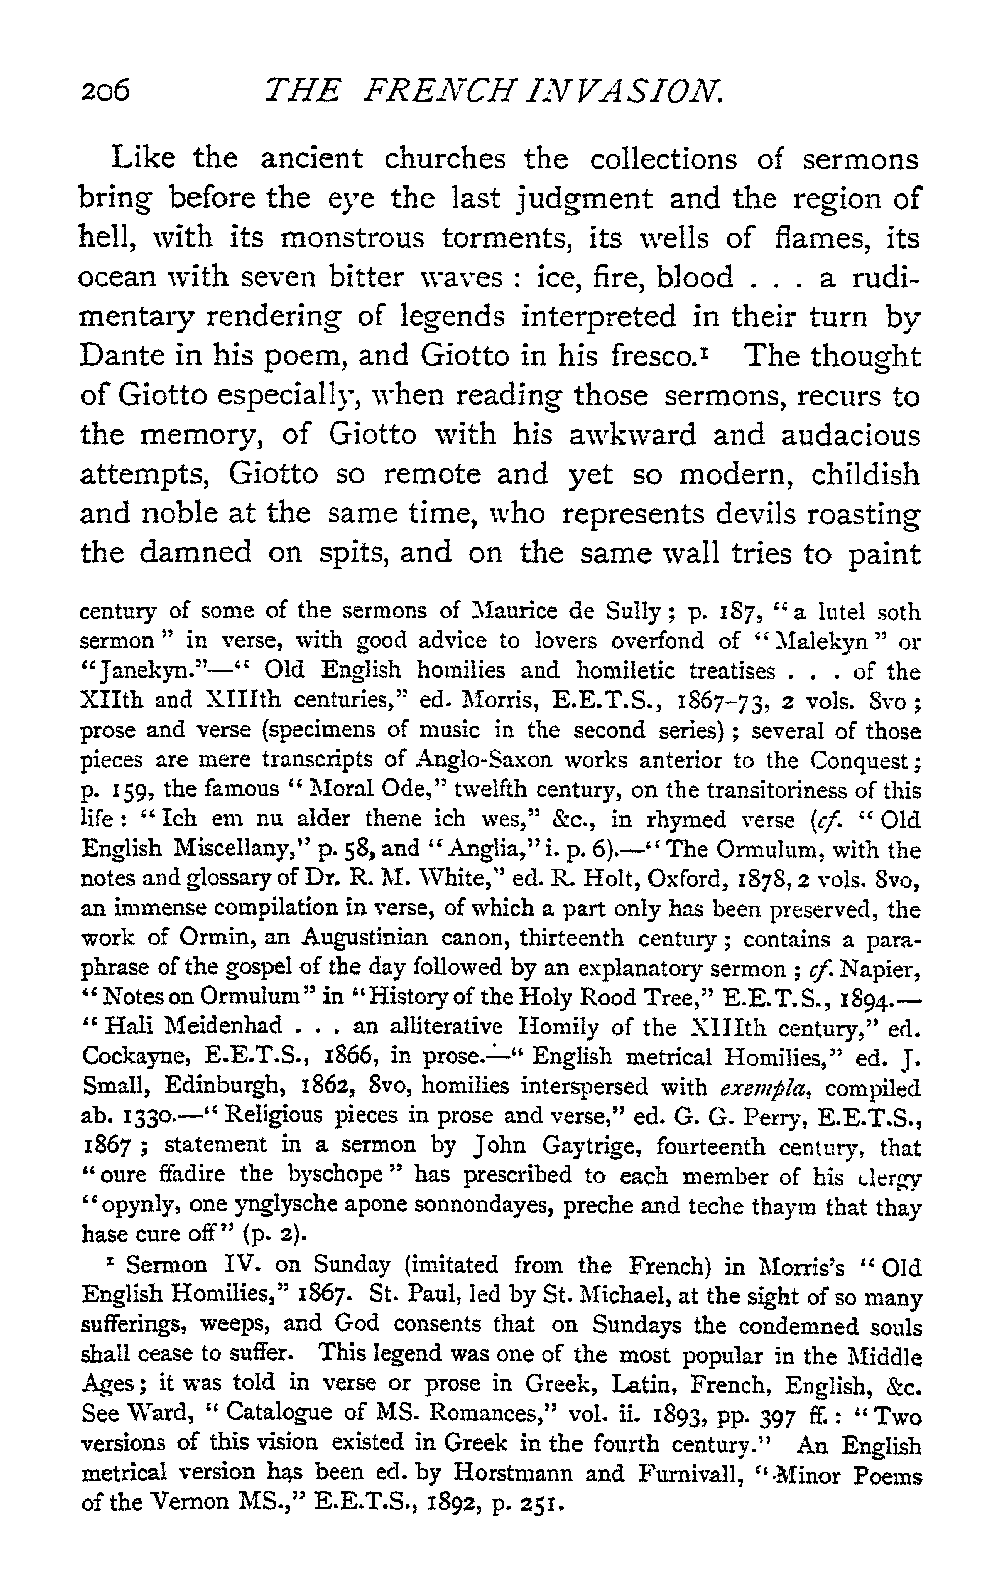 206 THE FRENCH INVASION.
Like the ancient churches the collections of sermons
bring before the eye the last judgment and the region of
hell, with its monstrous torments, its wells of flames, its
ocean with seven bitter waves : ice, fire, blood . . . a rudi-
mentary rendering of legends interpreted in their turn by
Dante in his poem, and Giotto in his fresco.¹ The thought
of Giotto especially, when reading those sermons, recurs to
the memory, of Giotto with his awkward and audacious
attempts, Giotto so remote and yet so modern, childish
and noble at the same time, who represents devils roasting
the damned on spits, and on the same wall tries to paint
century of some of the sermons of Maurice de Sully ; p. 187, “a lutel soth
sermon” in verse, with good advice to lovers overfond of “Malekyn” or
“Janekyn.”—“ Old English homilies and homiletic treatises . . . of the
XIIth and XIIIth centuries,” ed. Morris, E.E.T.S., 1867–73, 2 vols. 8vo ;
prose and verse (specimens of music in the second series) ; several of those
pieces are mere transcripts of Anglo-Saxon works anterior to the Conquest ;
p. 159, the famous “ Moral Ode,” twelfth century, on the transitoriness of this
life : “ Ich em nu alder thene ich wes,” &c., in rhymed verse (cf. “ Old
English Miscellany,” p. 58, and “Anglia,” i. p. 6).—“The Ormulum, with the
notes and glossary of Dr. R. M. White,” ed. R. Holt, Oxford, 1878, 2 vols. 8vo,
an immense compilation in verse, of which a part only has been preserved, the
work of Ormin, an Augustinian canon, thirteenth century ; contains a para-
phrase of the gospel of the day followed by an explanatory sermon ; cf. Napier,
“Notes on Ormulum” in “History of the Holy Rood Tree,” E.E.T.S., 1894.—
“ Hali Meidenhad . . . an alliterative Homily of the XIIIth century,” ed.
Cockayne, E.E.T.S., 1866, in prose.—“ English metrical Homilies,” ed. J.
Small, Edinburgh, 1862, 8vo, homilies interspersed with exempla, compiled
ab. 1330.—“ Religious pieces in prose and verse,” ed. G. G. Perry, E.E.T.S.,
1867 ; statement in a sermon by John Gaytrige, fourteenth century, that
“oure ffadire the byschope” has prescribed to each member of his clergy
“opynly, one ynglysche apone sonnondayes, preche and teche thaym that thay
hase cure off” (p. 2).
¹ Sermon IV. on Sunday (imitated from the French) in Morris's “ Old
English Homilies,” 1867. St. Paul, led by St. Michael, at the sight of so many
sufferings, weeps, and God consents that on Sundays the condemned souls
shall cease to suffer. This legend was one of the most popular in the Middle
Ages ; it was told in verse or prose in Greek, Latin, French, English, &c.
See Ward, “ Catalogue of MS. Romances,” vol. ii. 1893, pp. 397 ff. : “Two
versions of this vision existed in Greek in the fourth century.” An English
metrical version has been ed. by Horstmann and Furnivall, “Minor Poems
of the Vernon MS.,” E.E.T.S., 1892, p. 251.